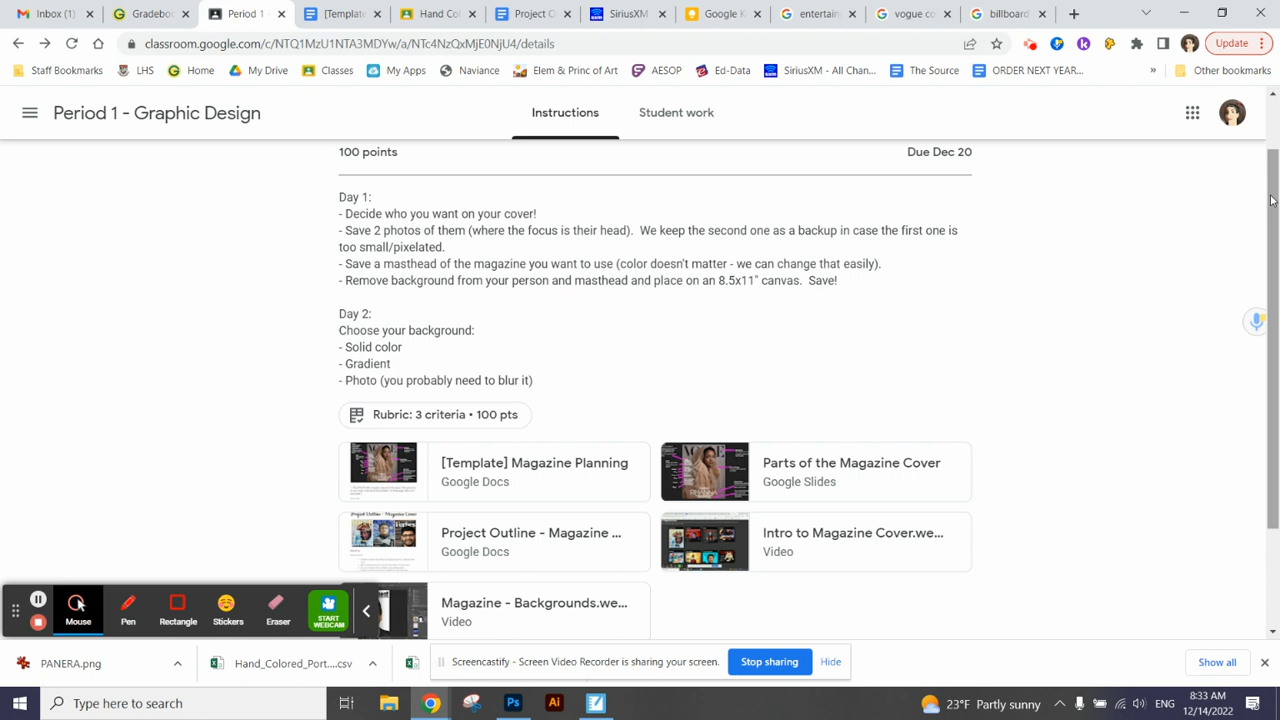 Inbox (1
Gradeboo
Period 1 -
[Template
Hand Col
Project O
SiriusXM
Google K
entertain
vogue co
billboard
classroom.google.com/c/NTQ1MzU1NTA3MDYw/a/NTc4NzQxMjE0NjU4/details
Update
Staff Bookmarks
LHS
Home
My Drive
Classes
My Apps
Naviance
Elem & Princ of Art
AESOP
Ed-Data
SiriusXM - All Chan...
The Source
ORDER NEXT YEAR...
»
Other bookmarks
Period 1 - Graphic Design
Instructions
Student work
100 points
Due Dec 20
Day 1:
- Decide who you want on your cover!
- Save 2 photos of them (where the focus is their head).  We keep the second one as a backup in case the first one is
too small/pixelated.
- Save a masthead of the magazine you want to use (color doesn't matter - we can change that easily).
- Remove background from your person and masthead and place on an 8.5x11" canvas.  Save!
Day 2:
Choose your background:
- Solid color
- Gradient
- Photo (you probably need to blur it)
Rubric: 3 criteria • 100 pts
[Template] Magazine Planning
Google Docs
Parts of the Magazine Cover
Google Slides
Project Outline - Magazine ...
Google Docs
Intro to Magazine Cover.we...
Video
Magazine - Backgrounds.we...
Video
Mouse
Pen
Rectangle
Stickers
Eraser
START
WEBCAM
PANERA.png
Hand_Colored_Port....csv
Screencastify - Screen Video Recorder is sharing your screen.
Stop sharing
Hide
Show all
Type here to search
Ps
Ai
23°F Partly sunny
ENG
8:33 AM
12/14/2022